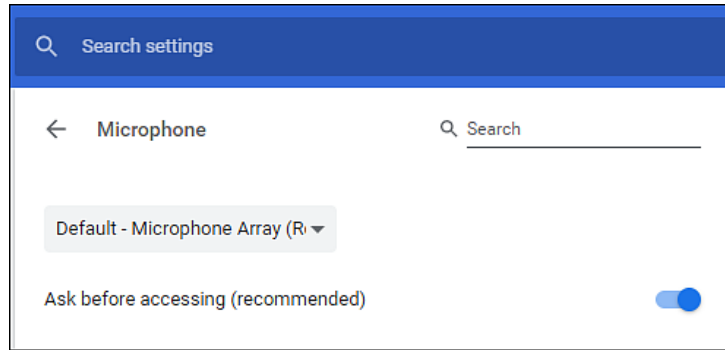 Search settings
Microphone
Search
Default - Microphone Array (R
Ask before accessing (recommended)